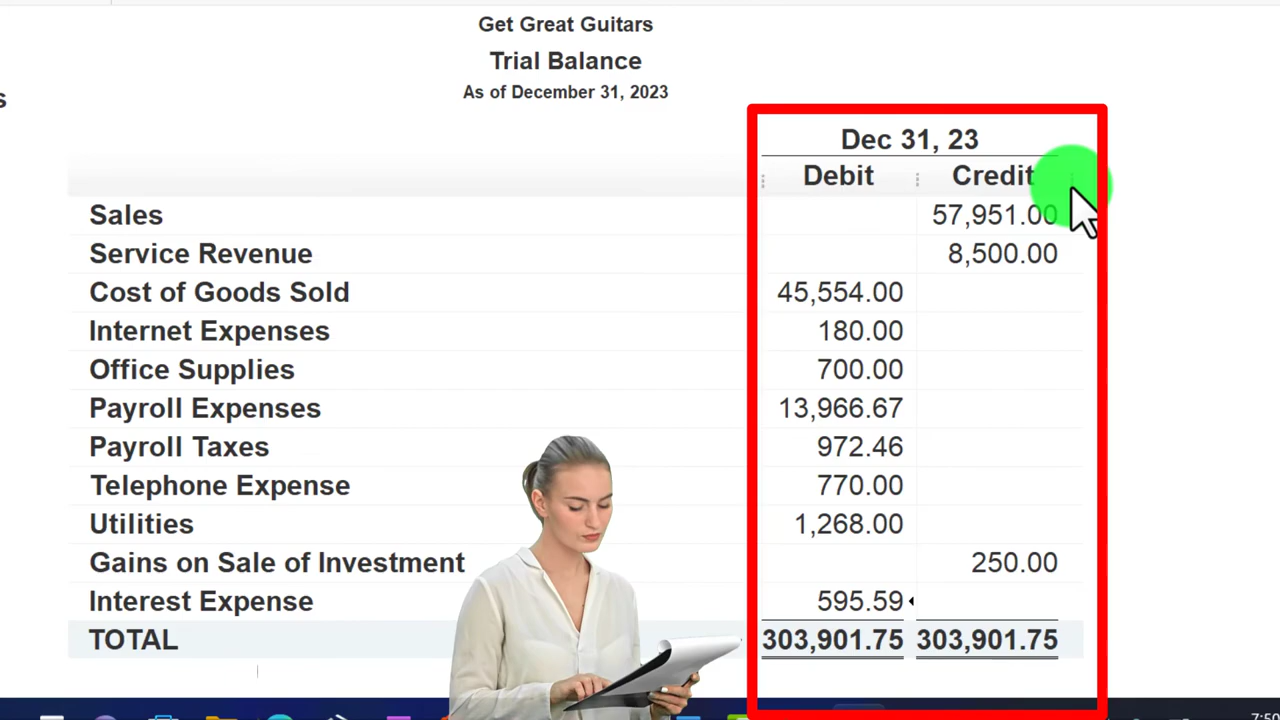 Get Great Guitars
Trial Balance
As of December 31, 2023
s
Dec 31, 23
Debit Credit
Sales 57,951.00
Service Revenue 8,500.00
Cost of Goods Sold 45,554.00
Internet Expenses 180.00
Office Supplies 700.00
Payroll Expenses 13,966.67
Payroll Taxes 972.46
Telephone Expense 770.00
Utilities 1,268.00
Gains on Sale of Investment 250.00
Interest Expense 595.59
TOTAL 303,901.75 303,901.75